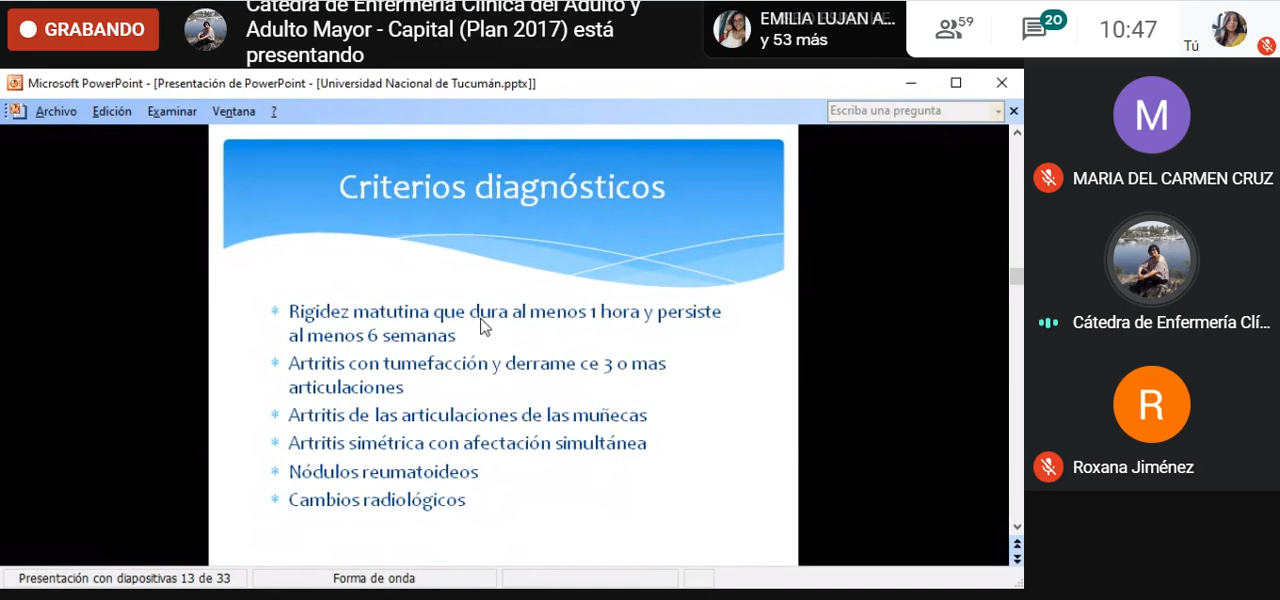 GRABANDO
Cátedra de Enfermería Clínica del Adulto y
Adulto Mayor - Capital (Plan 2017) está
presentando
EMILIA LUJAN A...
y 53 más
59
20
10:47
Tú
Microsoft PowerPoint - [Presentación de PowerPoint - [Universidad Nacional de Tucumán.pptx]]
Archivo Edición Examinar Ventana ?
Escriba una pregunta
Criterios diagnósticos
Rigidez matutina que dura al menos 1 hora y persiste
al menos 6 semanas
Artritis con tumefacción y derrame ce 3 o mas
articulaciones
Artritis de las articulaciones de las muñecas
Artritis simétrica con afectación simultánea
Nódulos reumatoideos
Cambios radiológicos
M
MARIA DEL CARMEN CRUZ
Cátedra de Enfermería Clí...
R
Roxana Jiménez
Presentación con diapositivas 13 de 33
Forma de onda